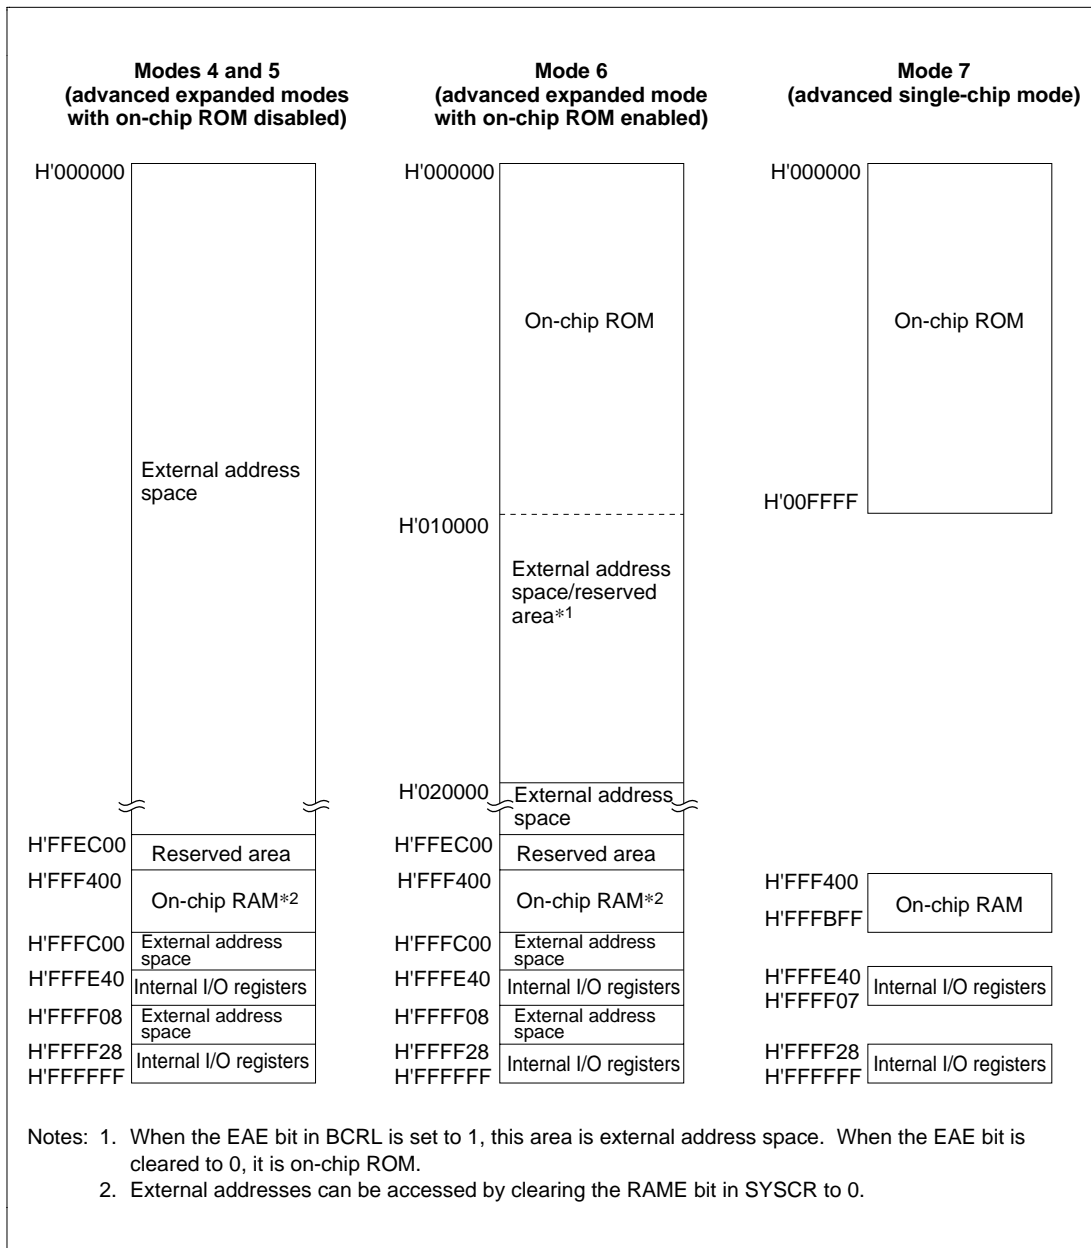 Modes 4 and 5
(advanced expanded modes
with on-chip ROM disabled)
H'000000
External address
space
H'FFEC00
Reserved area
H'FFF400
On-chip RAM*2
H'FFFC00
External address
space
H'FFFE40
Internal I/O registers
H'FFFF08
External address
space
H'FFFF28
Internal I/O registers
H'FFFFFF
Mode 6
(advanced expanded mode
with on-chip ROM enabled)
H'000000
On-chip ROM
H'010000
External address
space/reserved
area*1
H'020000
External address
space
H'FFEC00
Reserved area
H'FFF400
On-chip RAM*2
H'FFFC00
External address
space
H'FFFE40
Internal I/O registers
H'FFFF08
External address
space
H'FFFF28
Internal I/O registers
H'FFFFFF
Mode 7
(advanced single-chip mode)
H'000000
On-chip ROM
H'00FFFF
H'FFF400
On-chip RAM
H'FFFBFF
H'FFFE40
Internal I/O registers
H'FFFF07
H'FFFF28
Internal I/O registers
H'FFFFFF
Notes: 1. When the EAE bit in BCRL is set to 1, this area is external address space. When the EAE bit is
cleared to 0, it is on-chip ROM.
2. External addresses can be accessed by clearing the RAME bit in SYSCR to 0.